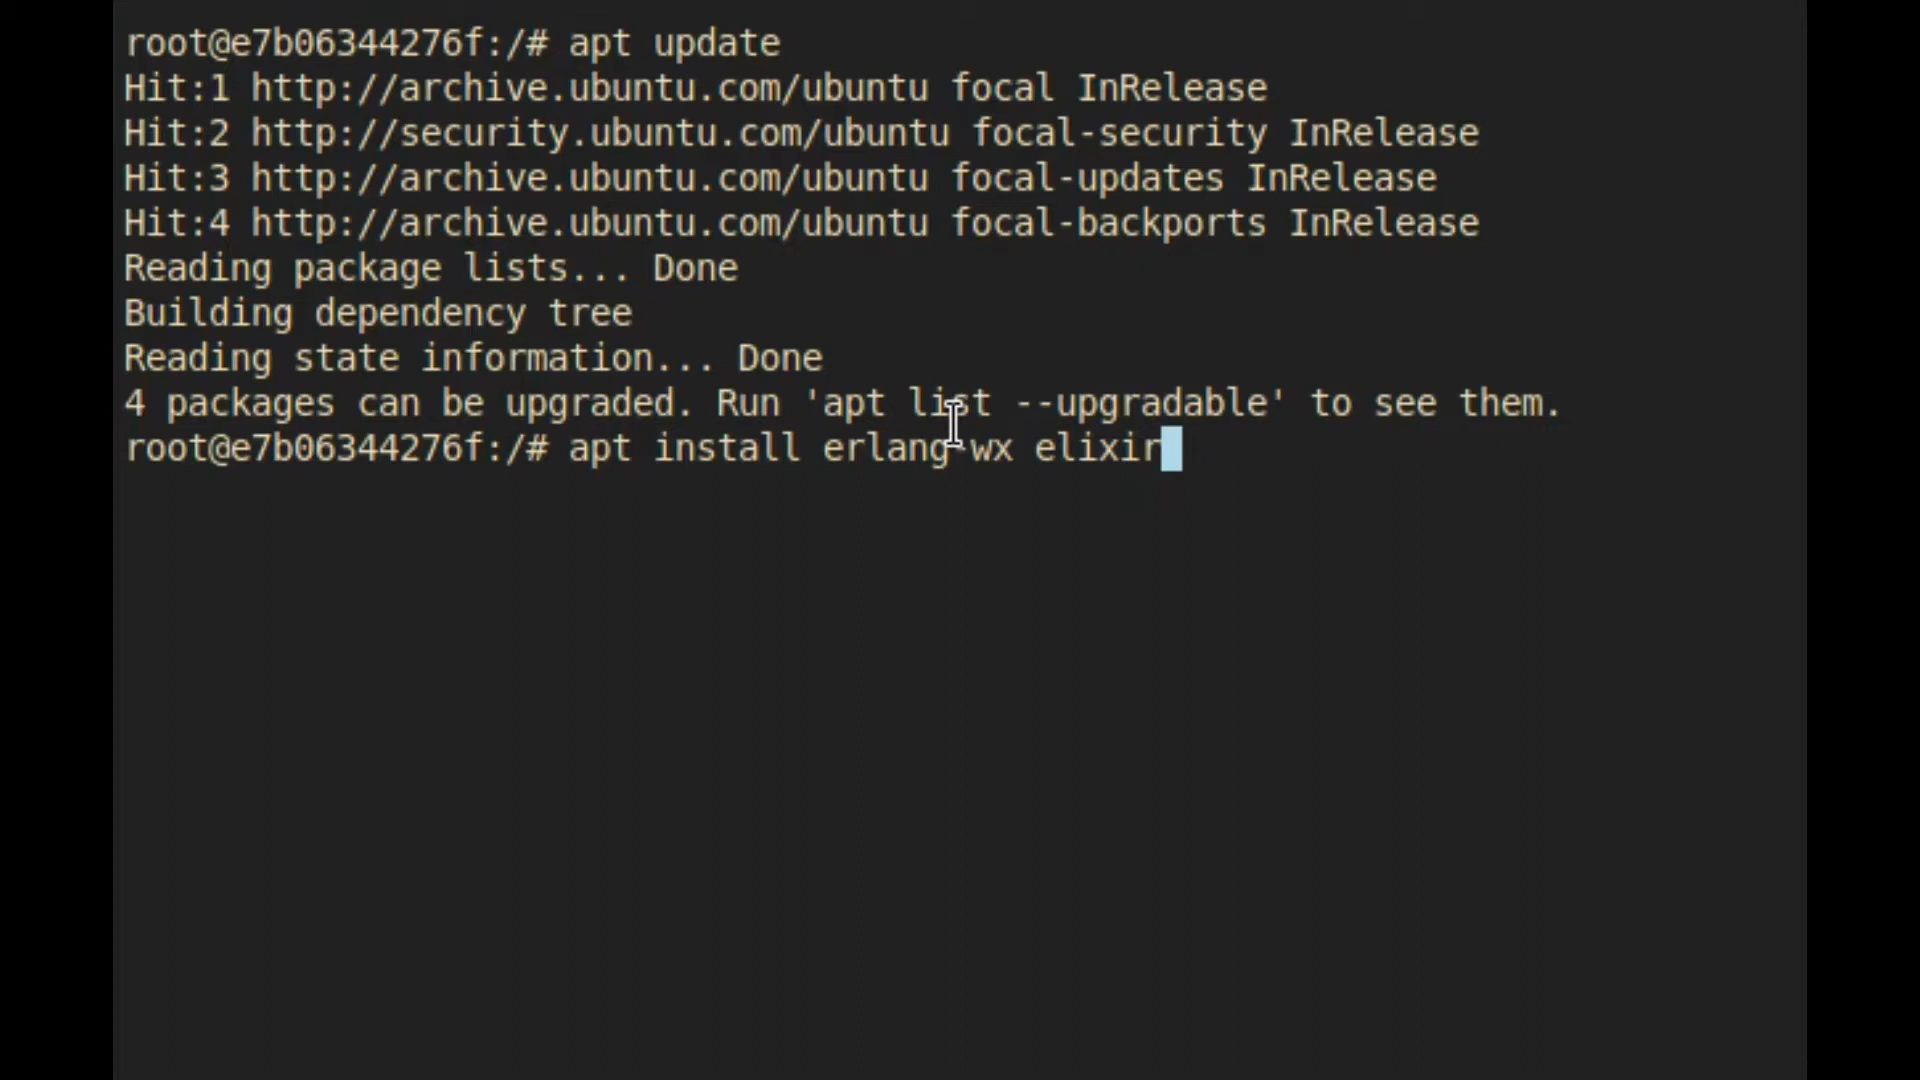 root@e7b06344276f:/# apt update
Hit:1 http://archive.ubuntu.com/ubuntu focal InRelease
Hit:2 http://security.ubuntu.com/ubuntu focal-security InRelease
Hit:3 http://archive.ubuntu.com/ubuntu focal-updates InRelease
Hit:4 http://archive.ubuntu.com/ubuntu focal-backports InRelease
Reading package lists... Done
Building dependency tree
Reading state information... Done
4 packages can be upgraded. Run 'apt list --upgradable' to see them.
root@e7b06344276f:/# apt install erlang-wx elixir